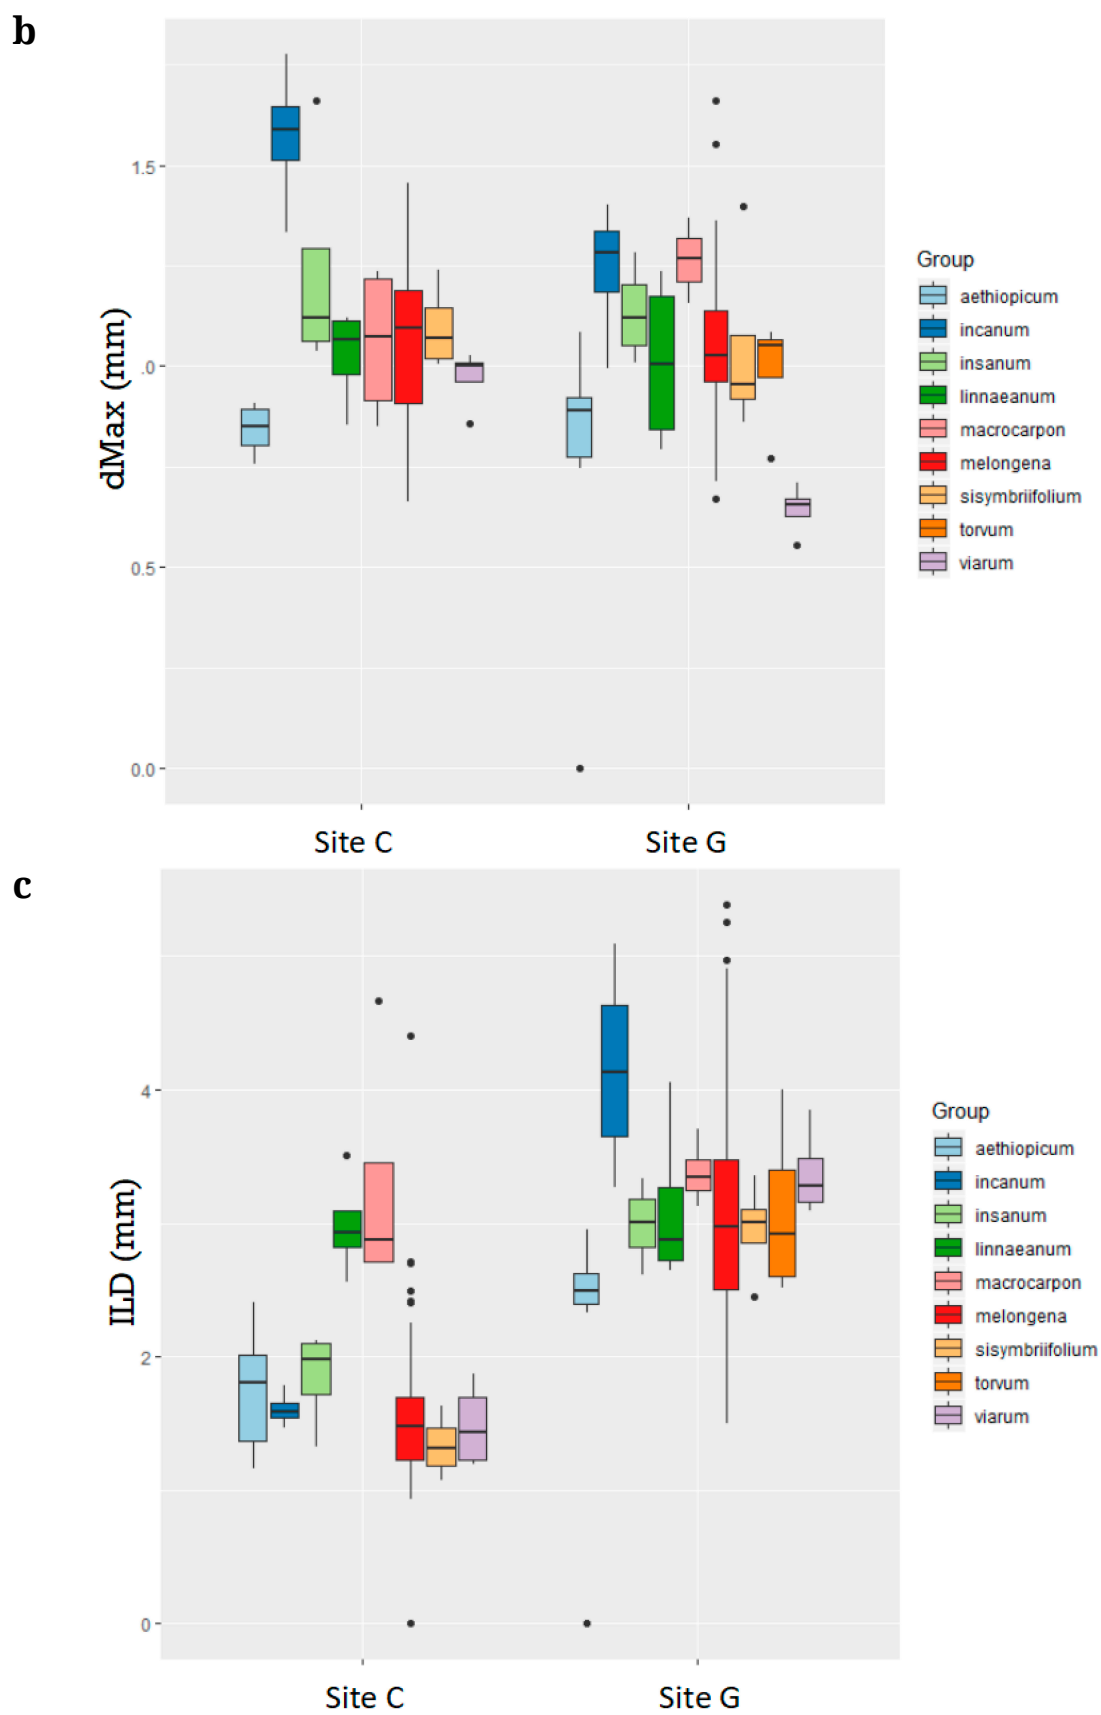 b
dMax (mm)
1.5
.0
0.5
0.0
Site C
Site G
Group
aethiopicum
incanum
insanum
linnaeanum
macrocarpon
melongena
sisymbriifolium
torvum
viarum
c
ILD (mm)
4
2
0
Site C
Site G
Group
aethiopicum
incanum
insanum
linnaeanum
macrocarpon
melongena
sisymbriifolium
torvum
viarum